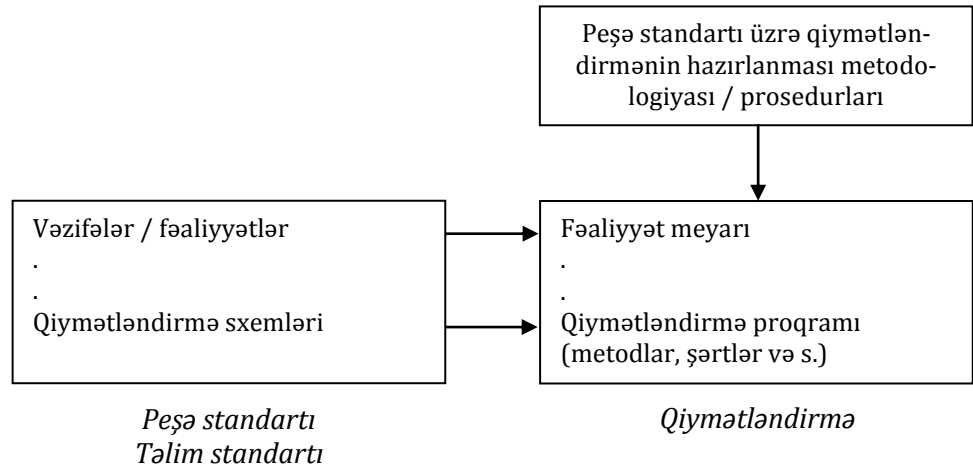 Peşə standartı üzrə qiymətlən-
dirmənin hazırlanması metodo-
logiyası / prosedurları
Vəzifələr / fəaliyyətlər
.
.
Qiymətləndirmə sxemləri
Fəaliyyət meyarı
.
.
Qiymətləndirmə proqramı
(metodlar, şərtlər və s.)
Peşə standartı
Təlim standartı
Qiymətləndirmə